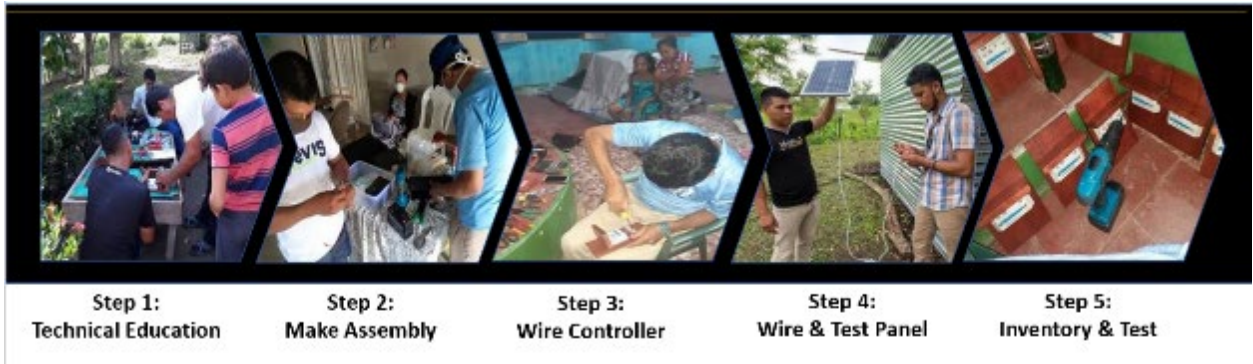 Step 1:
Technical Education
Step 2:
Make Assembly
Step 3:
Wire Controller
Step 4:
Wire & Test Panel
Step 5:
Inventory & Test